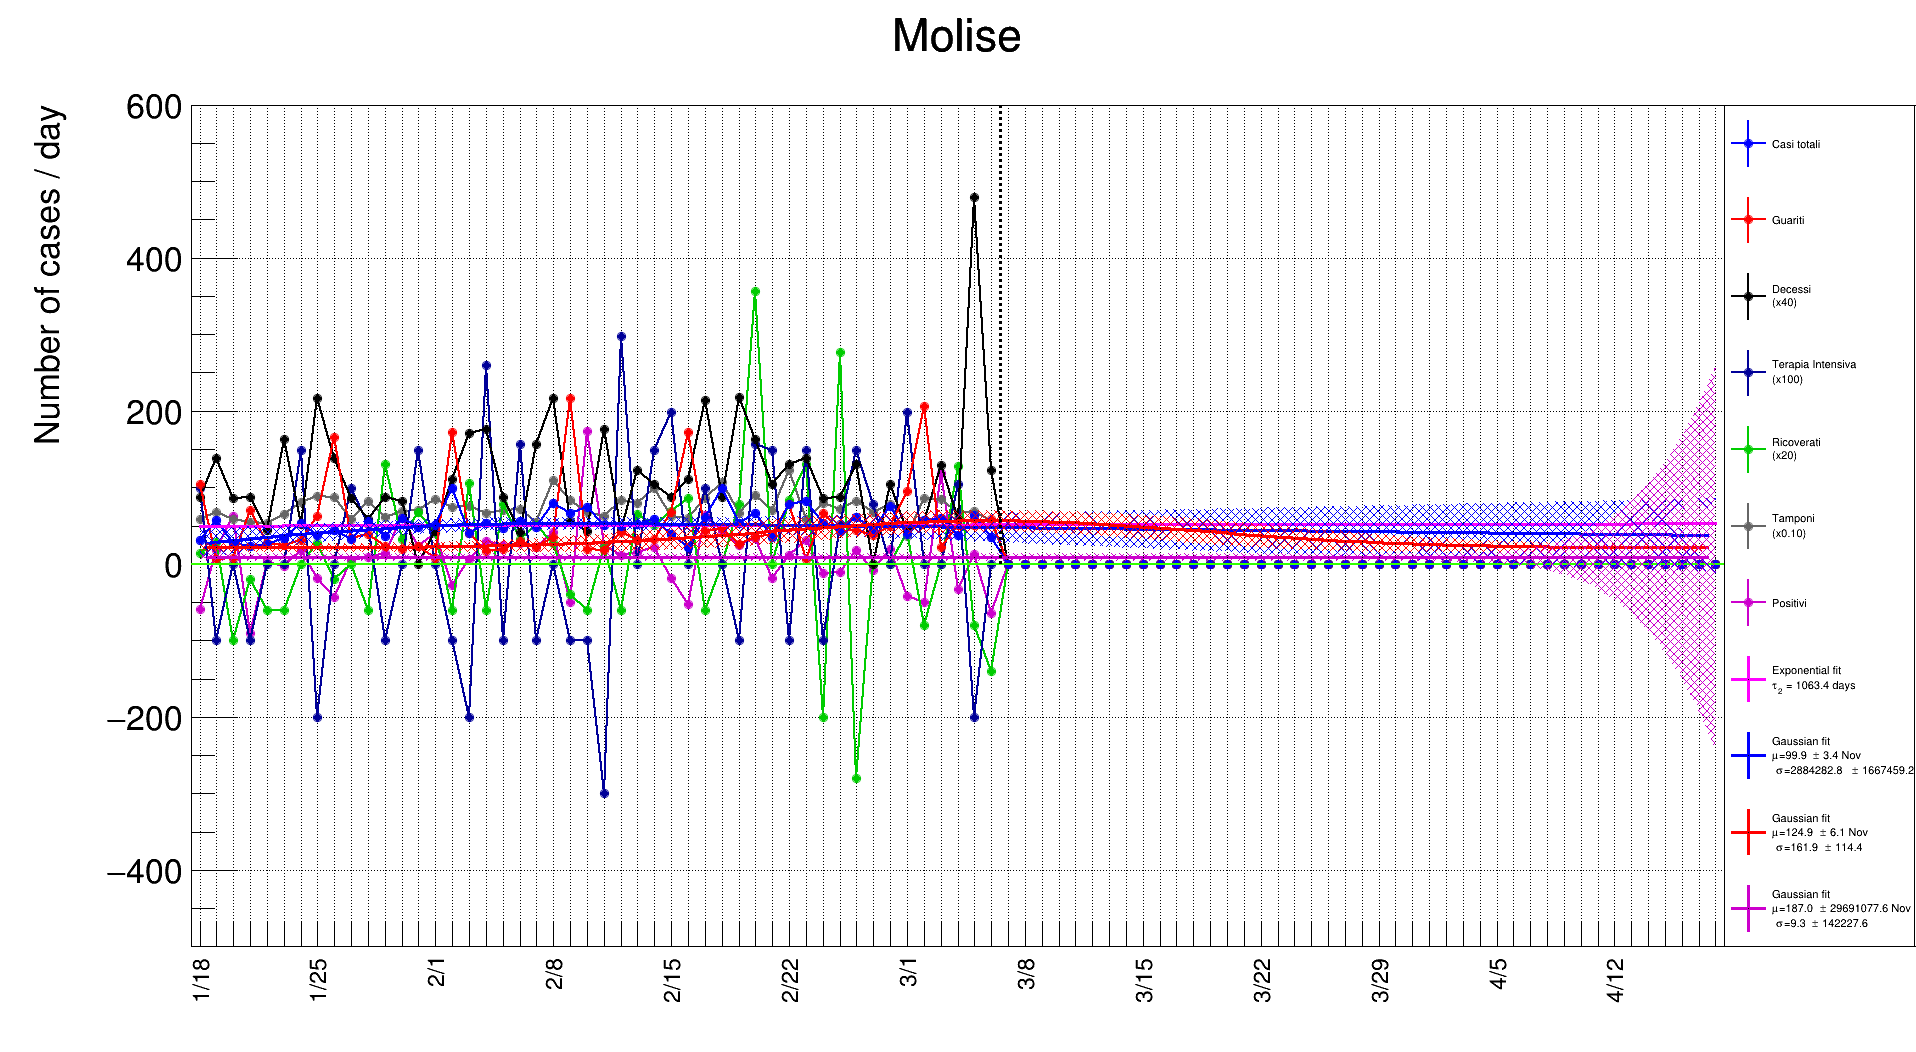 Molise
Number of cases / day
600
400
200
0
−200
−400
1/18
1/25
2/1
2/8
2/15
2/22
3/1
3/8
3/15
3/22
3/29
4/5
4/12
Casi totali
Guariti
Decessi
(x40)
Terapia Intensiva
(x100)
Ricoverati
(x20)
Tamponi
(x0.10)
Positivi
Exponential fit
τ2 = 1063.4 days
Gaussian fit
μ=99.9 ± 3.4 Nov
σ=2884282.8 ± 1667459.2
Gaussian fit
μ=124.9 ± 6.1 Nov
σ=161.9 ± 114.4
Gaussian fit
μ=187.0 ± 29691077.6 Nov
σ=9.3 ± 142227.6